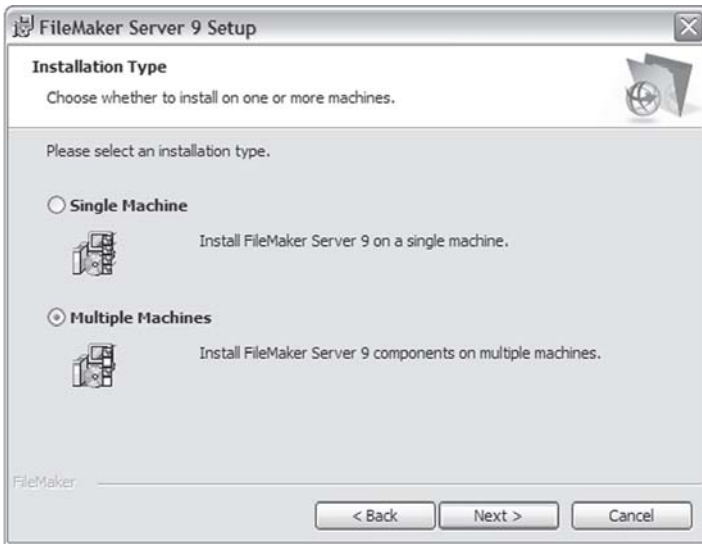 FileMaker Server 9 Setup
Installation Type
Choose whether to install on one or more machines.
Please select an installation type.
Single Machine
Install FileMaker Server 9 on a single machine.
Multiple Machines
Install FileMaker Server 9 components on multiple machines.
FileMaker
< Back
Next >
Cancel